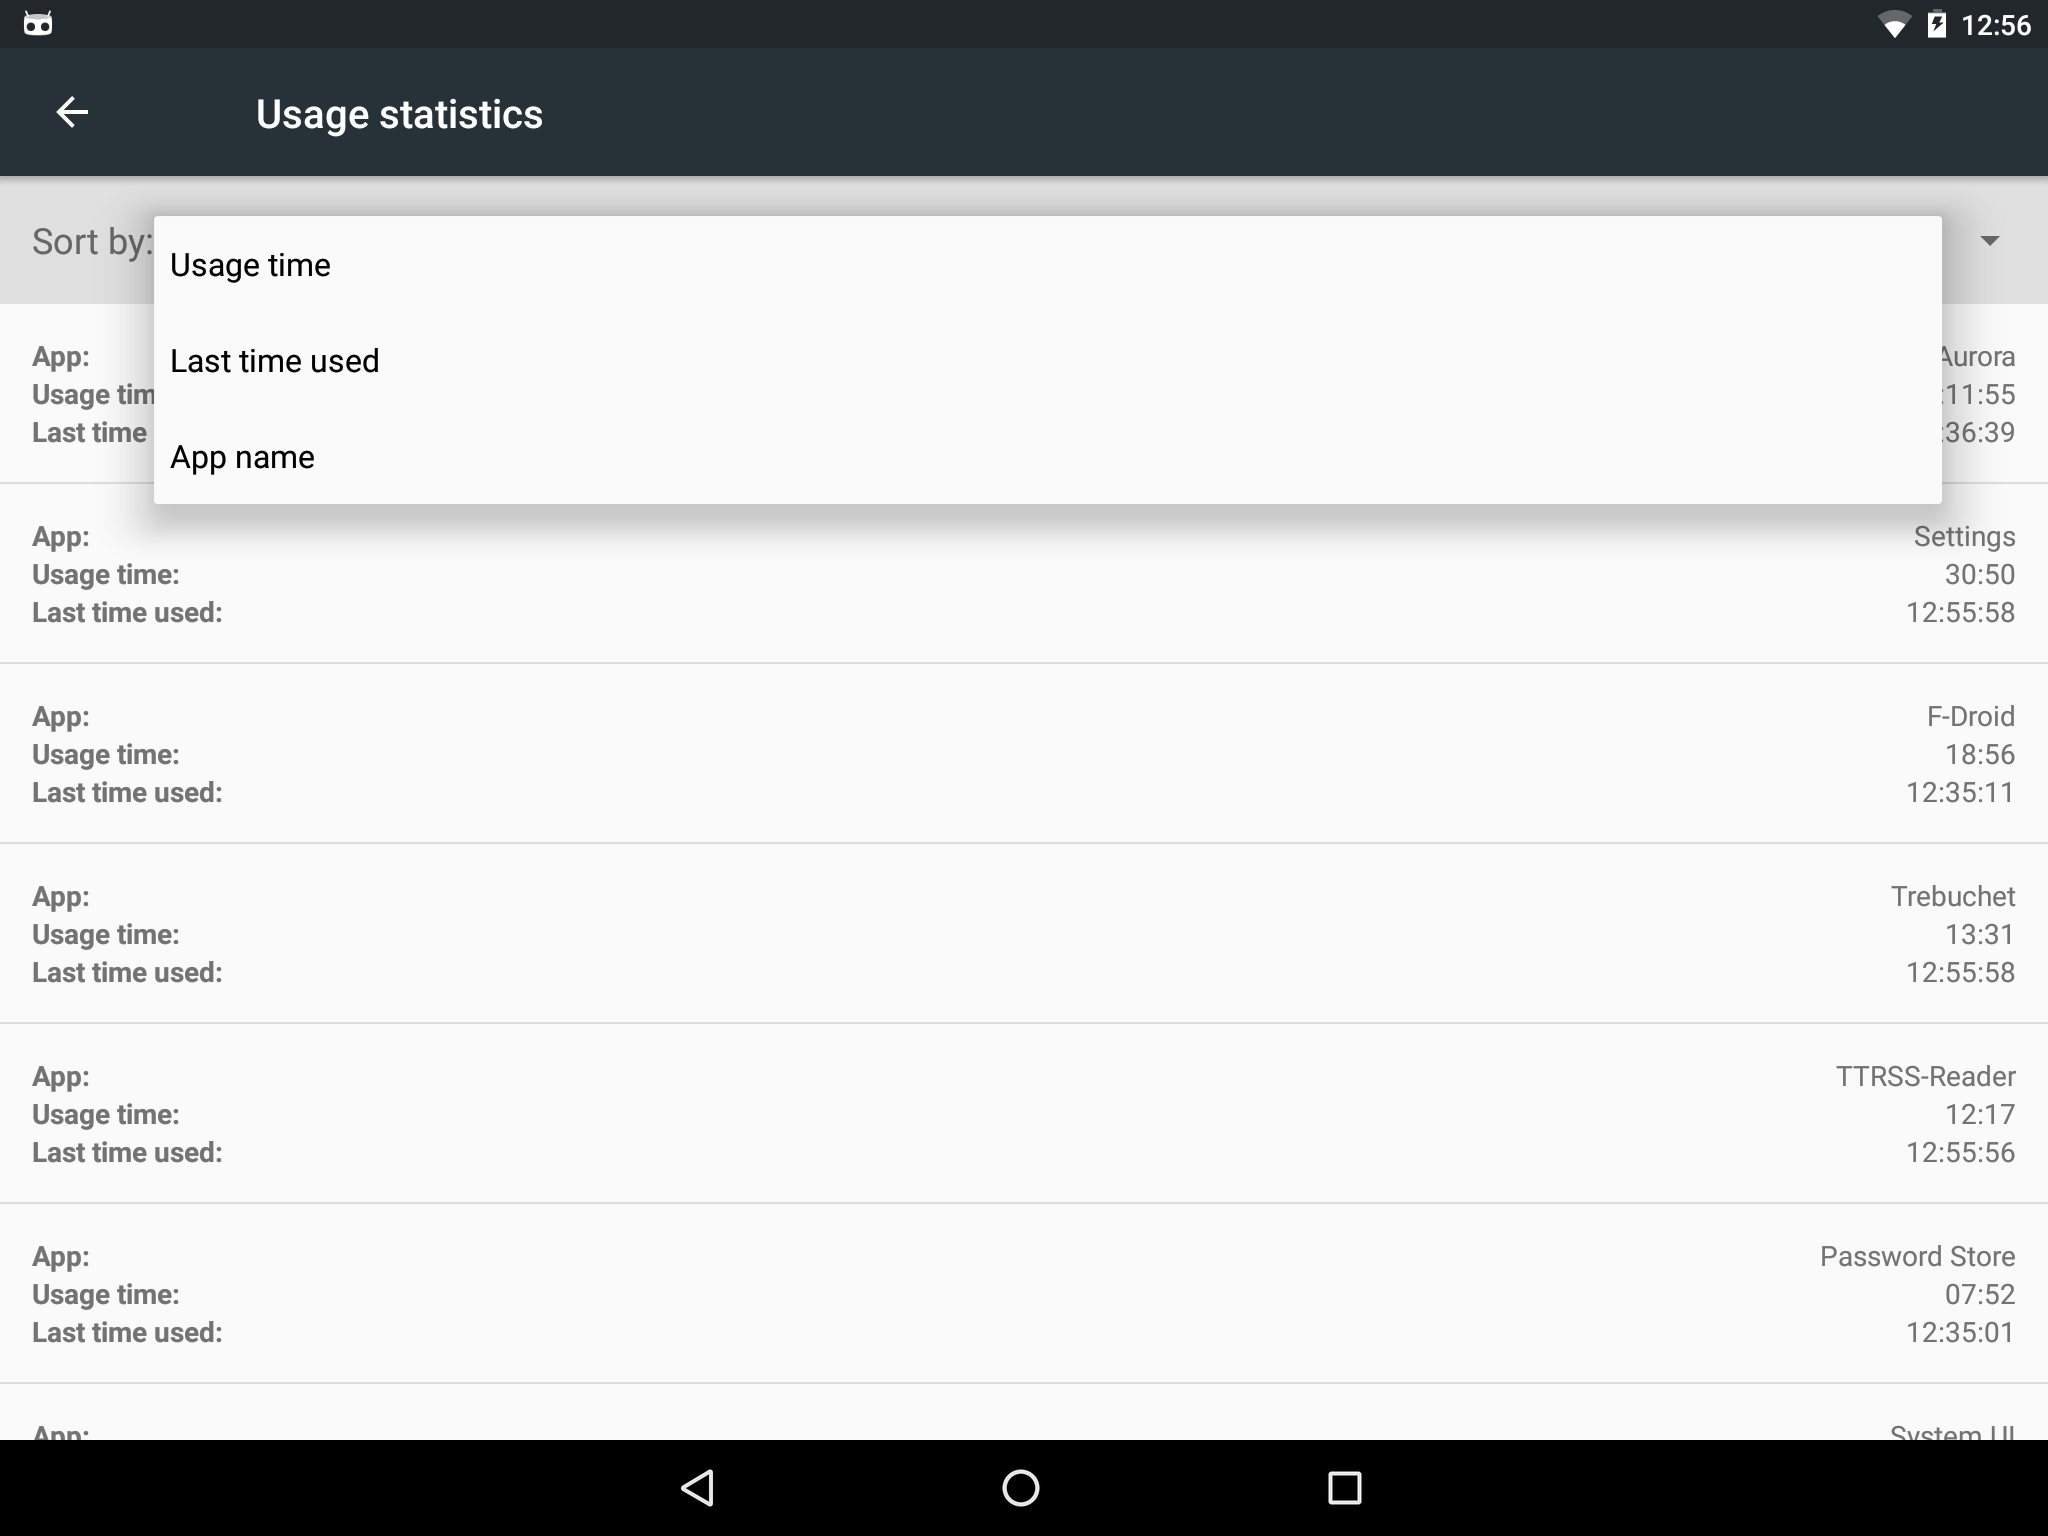 12:56
Usage statistics
Sort by:
Usage time
Last time used
App name
App: Aurora
Usage :11:55
Last time :36:39
App: Settings
Usage time: 30:50
Last time used: 12:55:58
App: F-Droid
Usage time: 18:56
Last time used: 12:35:11
App: Trebuchet
Usage time: 13:31
Last time used: 12:55:58
App: TTRSS-Reader
Usage time: 12:17
Last time used: 12:55:56
App: Password Store
Usage time: 07:52
Last time used: 12:35:01
App: System UI